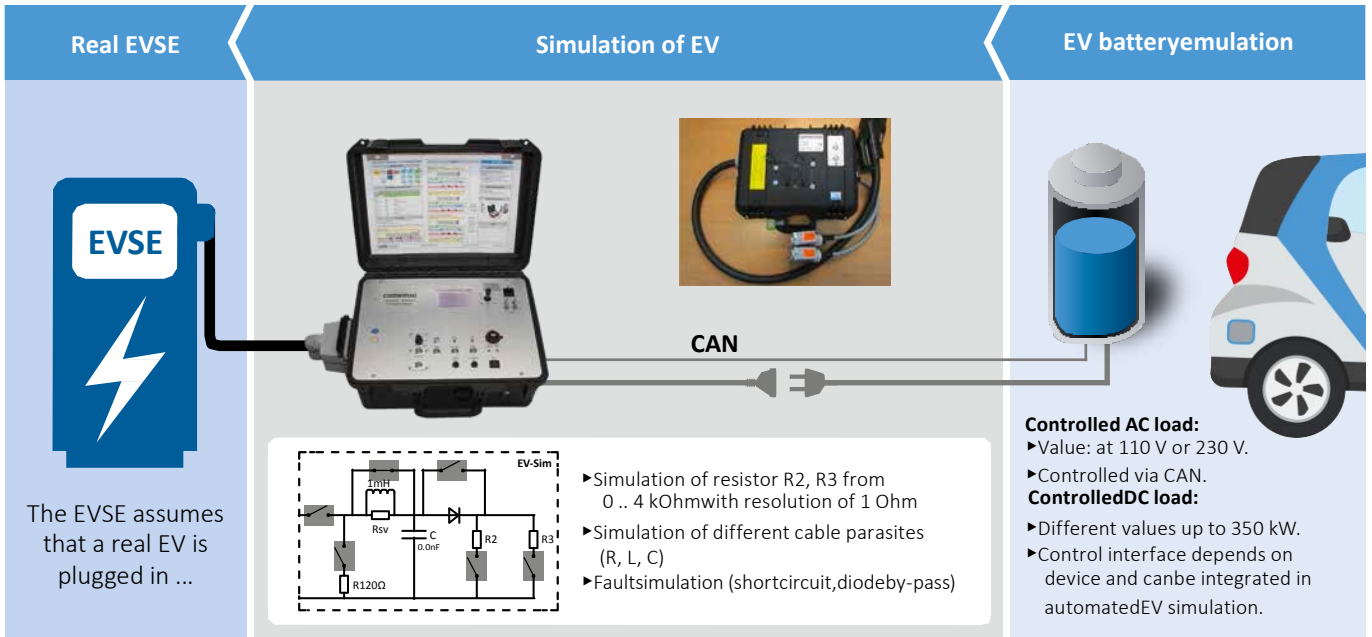 Real EVSE
Simulation of EV
EV batteryemulation
EVSE
The EVSE assumes
that a real EV is
plugged in ...
CAN
EV-Sim
1mH
Rsv
C
0.0nF
R2
R3
R120Ω
▸Simulation of resistor R2, R3 from
0 .. 4 kOhmwith resolution of 1 Ohm
▸Simulation of different cable parasites
(R, L, C)
▸Faultsimulation (shortcircuit,diodeby-pass)
Controlled AC load:
▸Value: at 110 V or 230 V.
▸Controlled via CAN.
ControlledDC load:
▸Different values up to 350 kW.
▸Control interface depends on
device and canbe integrated in
automatedEV simulation.